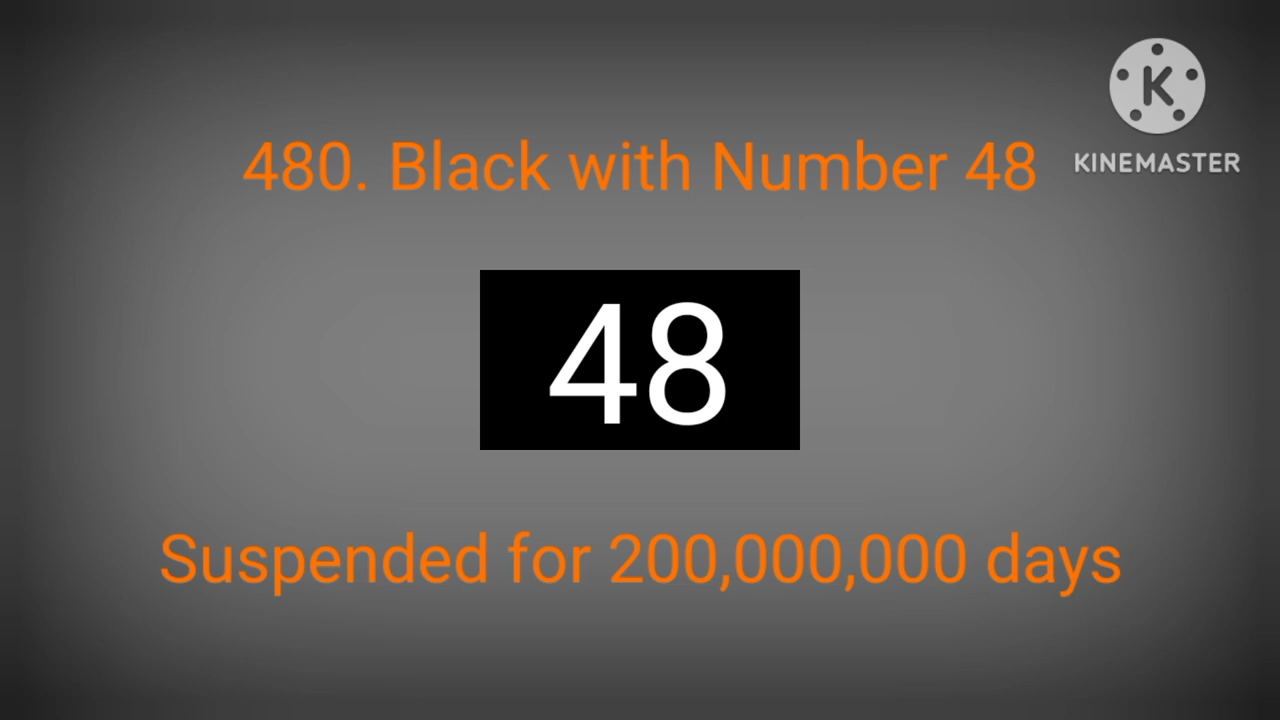 480. Black with Number 48
K
KINEMASTER
48
Suspended for 200,000,000 days